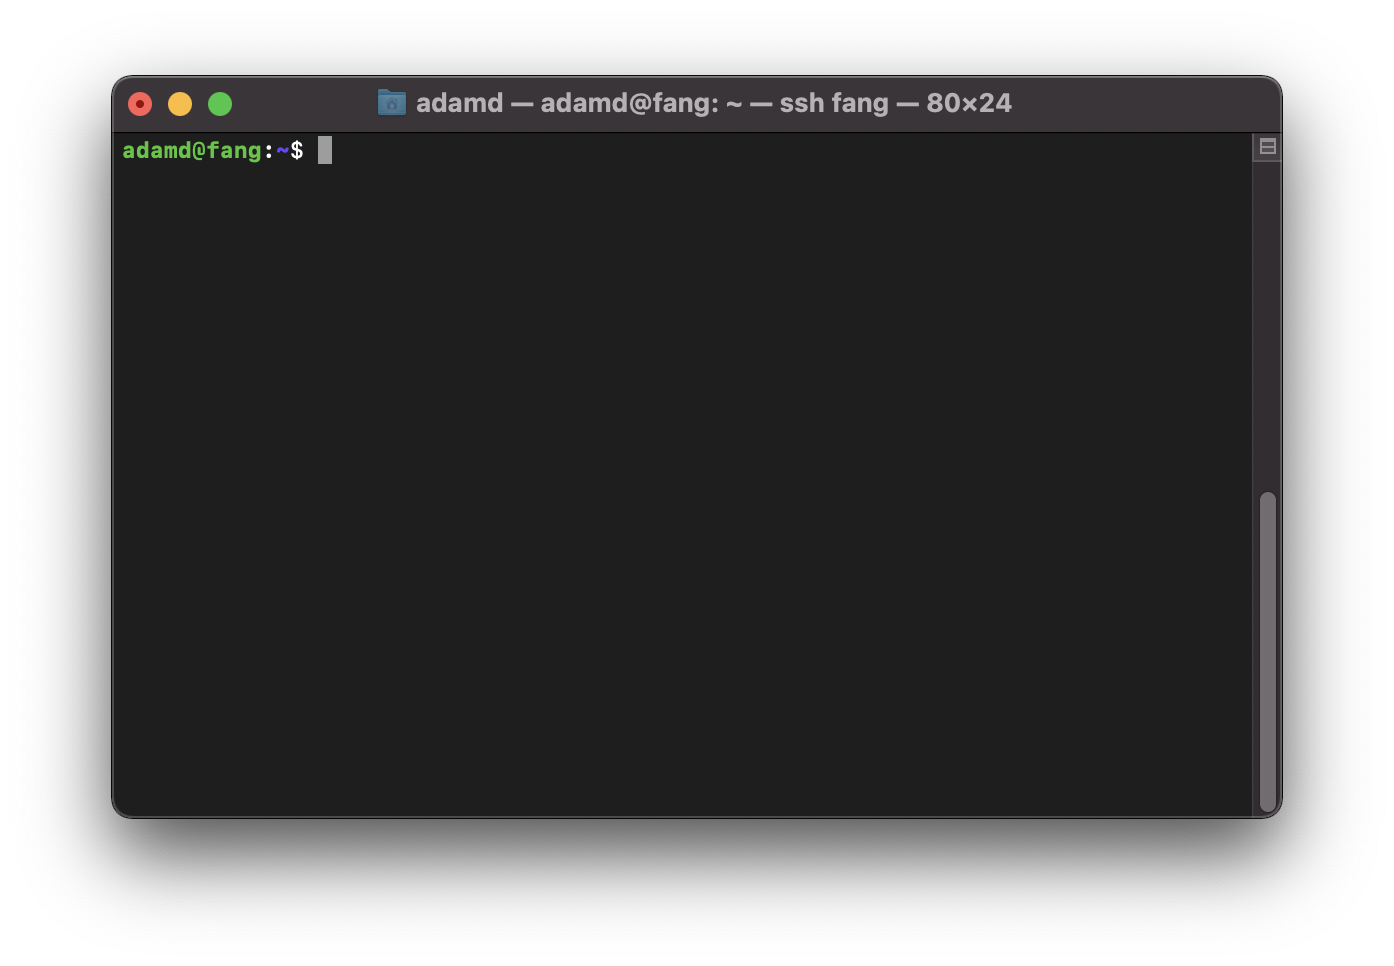 adamd — adamd@fang: ~ — ssh fang — 80×24
adamd@fang:~$